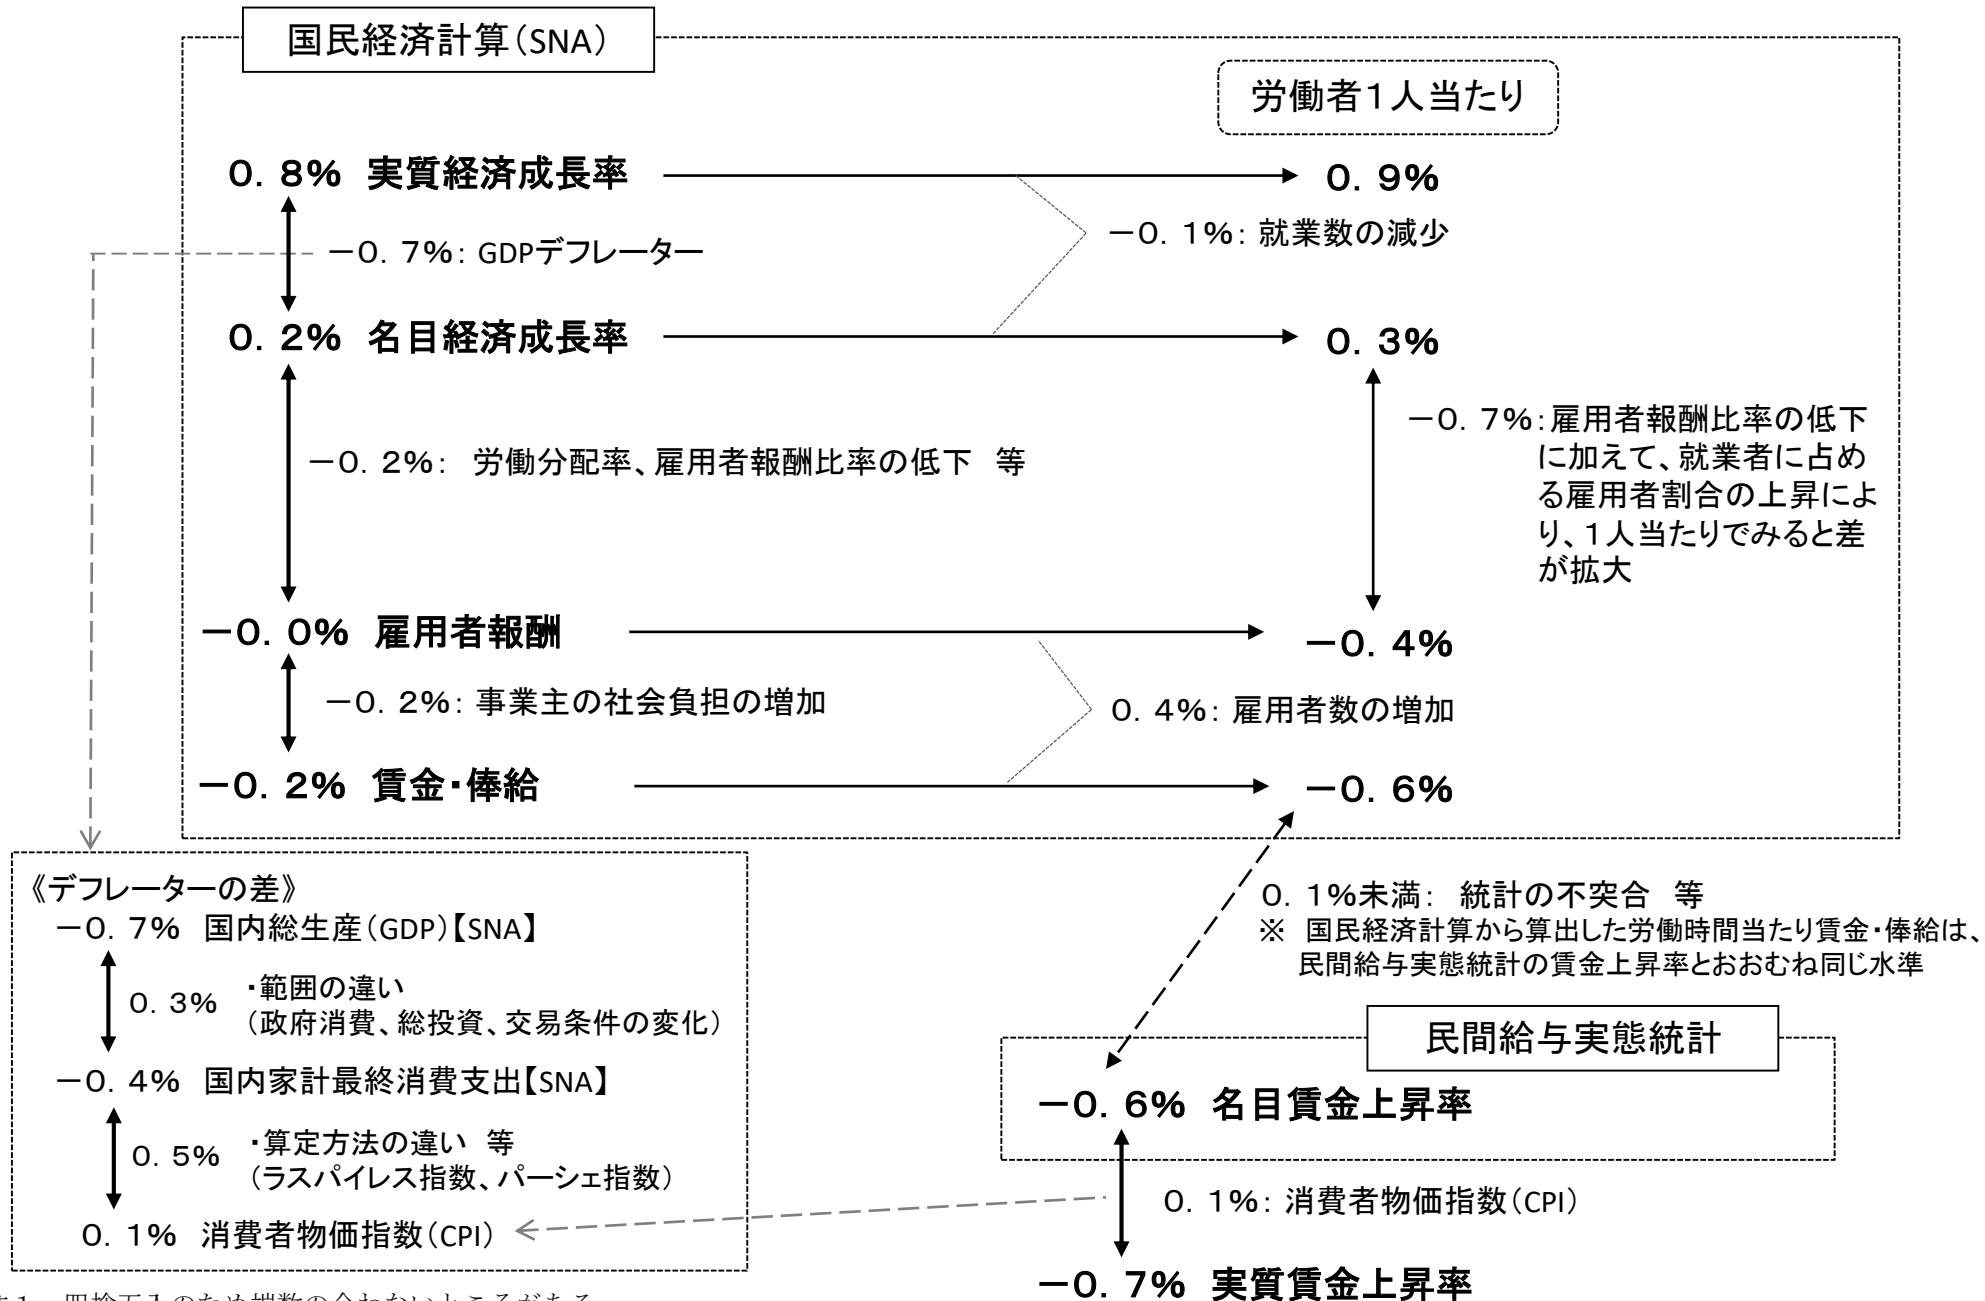 国民経済計算(SNA)
労働者1人当たり
0.8% 実質経済成長率
0.9%
-0.1%:就業数の減少
-0.7%:GDPデフレーター
0.2% 名目経済成長率
0.3%
-0.7%:雇用者報酬比率の低下
に加えて、就業者に占め
る雇用者割合の上昇によ
り、1人当たりでみると差
が拡大
-0.2%: 労働分配率、雇用者報酬比率の低下 等
-0.0% 雇用者報酬
-0.4%
-0.2%:事業主の社会負担の増加
0.4%:雇用者数の増加
-0.2% 賃金・俸給
-0.6%
《デフレーターの差》
-0.7% 国内総生産(GDP)【SNA】
0.3% ・範囲の違い
(政府消費、総投資、交易条件の変化)
-0.4% 国内家計最終消費支出【SNA】
0.5% ・算定方法の違い 等
(ラスパイレス指数、パーシェ指数)
0.1% 消費者物価指数(CPI)
0.1%未満: 統計の不突合 等
※ 国民経済計算から算出した労働時間当たり賃金・俸給は、
民間給与実態統計の賃金上昇率とおおむね同じ水準
民間給与実態統計
-0.6% 名目賃金上昇率
0.1%:消費者物価指数(CPI)
-0.7% 実質賃金上昇率